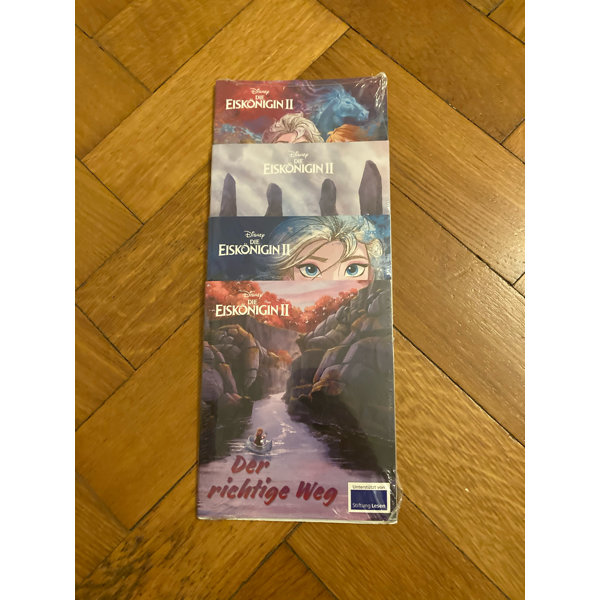 Disney
DIE
EISKÖNIGIN II
Disney
DIE
EISKÖNIGIN II
Disney
DIE
EISKÖNIGIN II
Disney
DIE
EISKÖNIGIN II
Der
richtige Weg
Unterstützt von
Stiftung Lesen